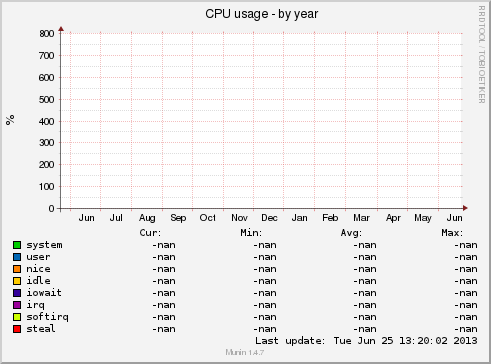 CPU usage - by year
RRDTOOL / TOBI OETIKER
%
800
700
600
500
400
300
200
100
0
Jun Jul Aug Sep Oct Nov Dec Jan Feb Mar Apr May Jun
Cur: Min: Avg: Max:
system -nan -nan -nan -nan
user -nan -nan -nan -nan
nice -nan -nan -nan -nan
idle -nan -nan -nan -nan
iowait -nan -nan -nan -nan
irq -nan -nan -nan -nan
softirq -nan -nan -nan -nan
steal -nan -nan -nan -nan
Last update: Tue Jun 25 13:20:02 2013
Munin 1.4.7